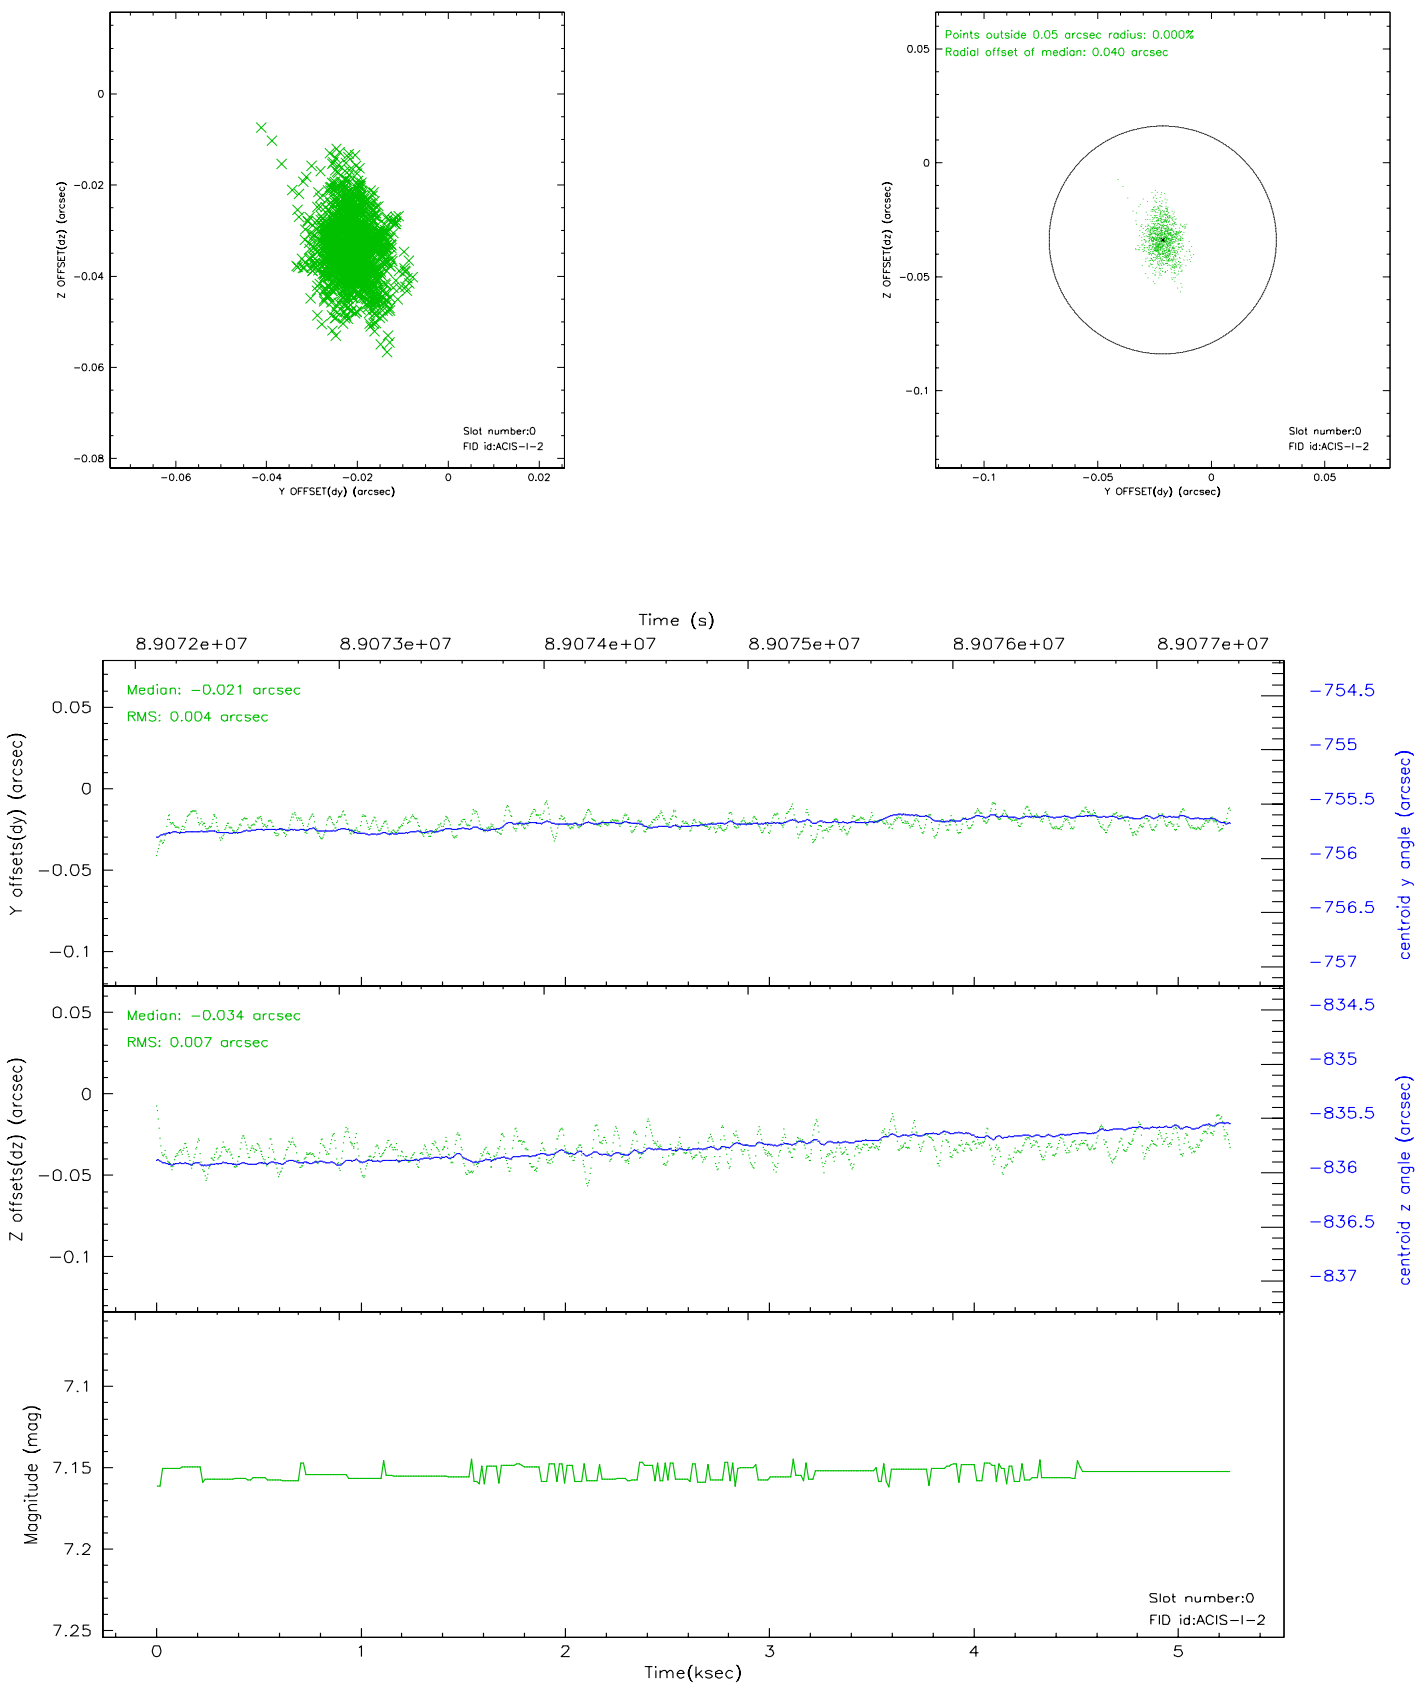 0
-0.02
-0.04
-0.06
-0.08
Z OFFSET(dz) (arcsec)
Slot number:0
FID id:ACIS-I-2
-0.06 -0.04 -0.02 0 0.02
Y OFFSET(dy) (arcsec)
Points outside 0.05 arcsec radius: 0.000%
Radial offset of median: 0.040 arcsec
0.05
0
-0.05
-0.1
Z OFFSET(dz) (arcsec)
Slot number:0
FID id:ACIS-I-2
-0.1 -0.05 0 0.05
Y OFFSET(dy) (arcsec)
Time (s)
8.9072e+07 8.9073e+07 8.9074e+07 8.9075e+07 8.9076e+07 8.9077e+07
Median: -0.021 arcsec
RMS: 0.004 arcsec
0.05
0
-0.05
-0.1
Y offsets(dy) (arcsec)
-754.5
-755
-755.5
-756
-756.5
-757
centroid y angle (arcsec)
Median: -0.034 arcsec
RMS: 0.007 arcsec
0.05
0
-0.05
-0.1
Z offsets(dz) (arcsec)
-834.5
-835
-835.5
-836
-836.5
-837
centroid z angle (arcsec)
7.1
7.15
7.2
7.25
Magnitude (mag)
Slot number:0
FID id:ACIS-I-2
0 1 2 3 4 5
Time(ksec)